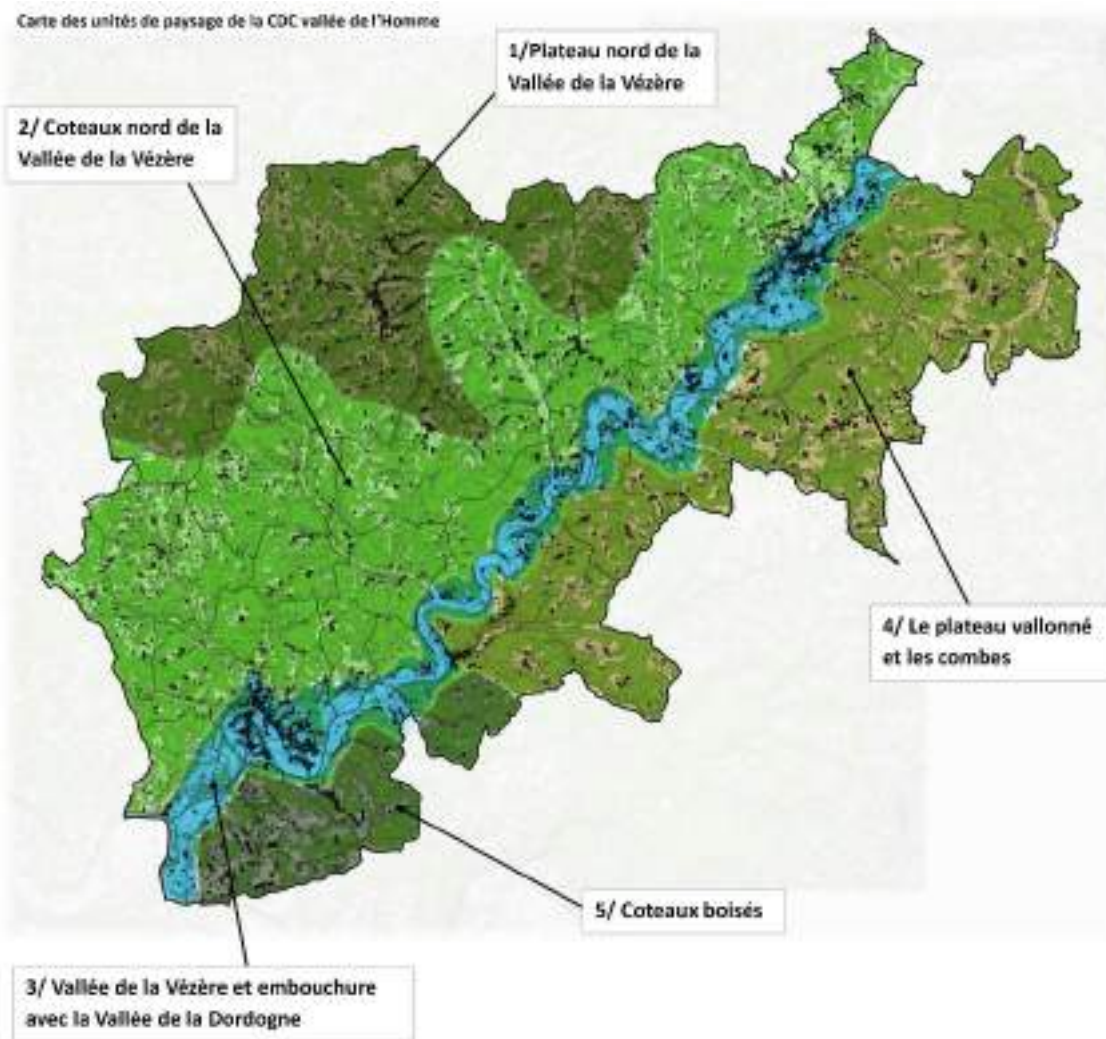 Carte des unités de paysage de la CDC vallée de l'Homme
1/Plateau nord de la
Vallée de la Vézère
2/ Coteaux nord de la
Vallée de la Vézère
4/ Le plateau vallonné
et les combes
5/ Coteaux boisés
3/ Vallée de la Vézère et embouchure
avec la Vallée de la Dordogne